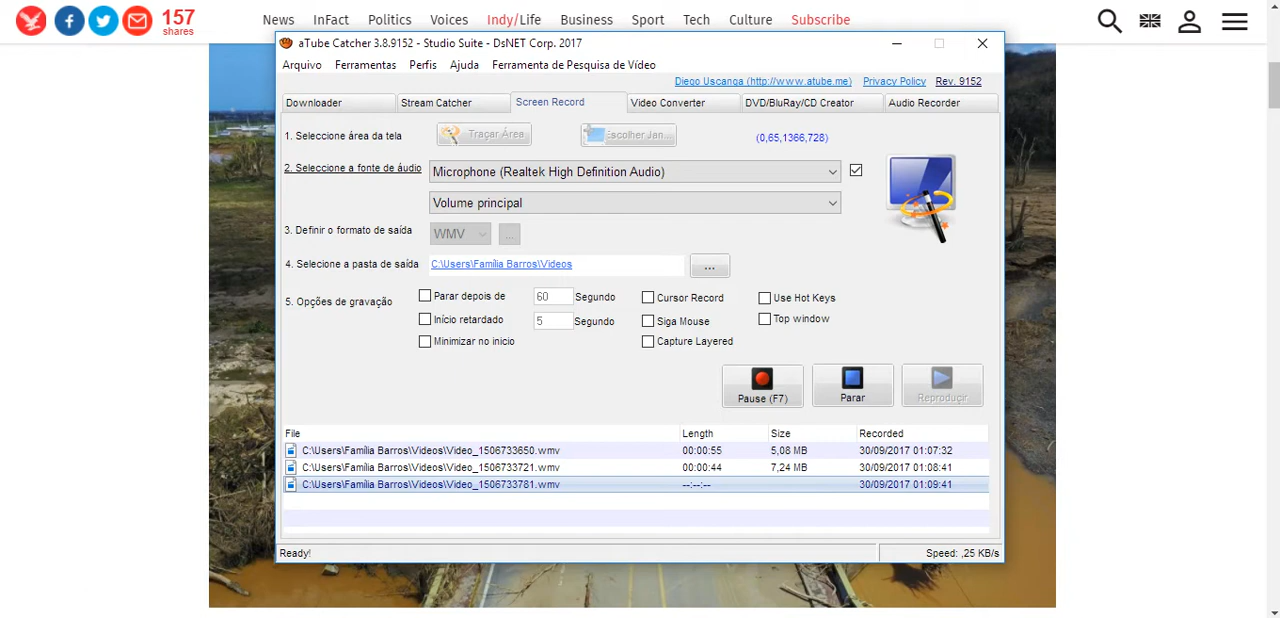 157
shares
News InFact Politics Voices Indy/Life Business Sport Tech Culture Subscribe
aTube Catcher 3.8.9152 - Studio Suite - DsNET Corp. 2017
Arquivo Ferramentas Perfis Ajuda Ferramenta de Pesquisa de Vídeo
Diego Uscanga (http://www.atube.me) Privacy Policy Rev. 9152
Downloader Stream Catcher Screen Record Video Converter DVD/BluRay/CD Creator Audio Recorder
1. Seleccione área da tela Traçar Área Escolher Jan... (0,65,1366,728)
2. Seleccione a fonte de áudio Microphone (Realtek High Definition Audio)
Volume principal
3. Definir o formato de saída WMV ...
4. Selecione a pasta de saída C:\Users\Família Barros\Videos ...
5. Opções de gravação
Parar depois de 60 Segundo Cursor Record Use Hot Keys
Início retardado 5 Segundo Siga Mouse Top window
Minimizar no inicio Capture Layered
Pause (F7) Parar Reproducir
File Length Size Recorded
C:\Users\Família Barros\Videos\Video_1506733650.wmv 00:00:55 5,08 MB 30/09/2017 01:07:32
C:\Users\Família Barros\Videos\Video_1506733721.wmv 00:00:44 7,24 MB 30/09/2017 01:08:41
C:\Users\Família Barros\Videos\Video_1506733781.wmv --:--:-- 30/09/2017 01:09:41
Ready! Speed: ,25 KB/s